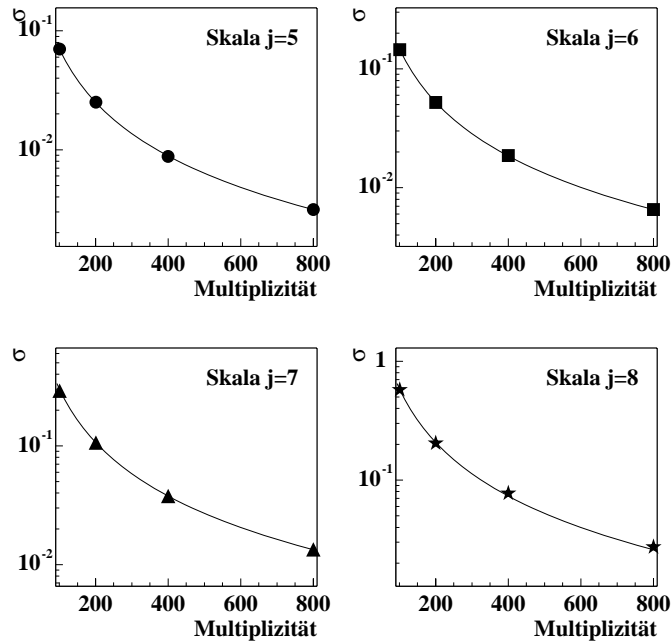 σ
10⁻¹
10⁻²
Skala j=5
200 400 600 800
Multiplizität
σ
10⁻¹
10⁻²
Skala j=6
200 400 600 800
Multiplizität
σ
10⁻¹
10⁻²
Skala j=7
200 400 600 800
Multiplizität
σ
1
10⁻¹
Skala j=8
200 400 600 800
Multiplizität